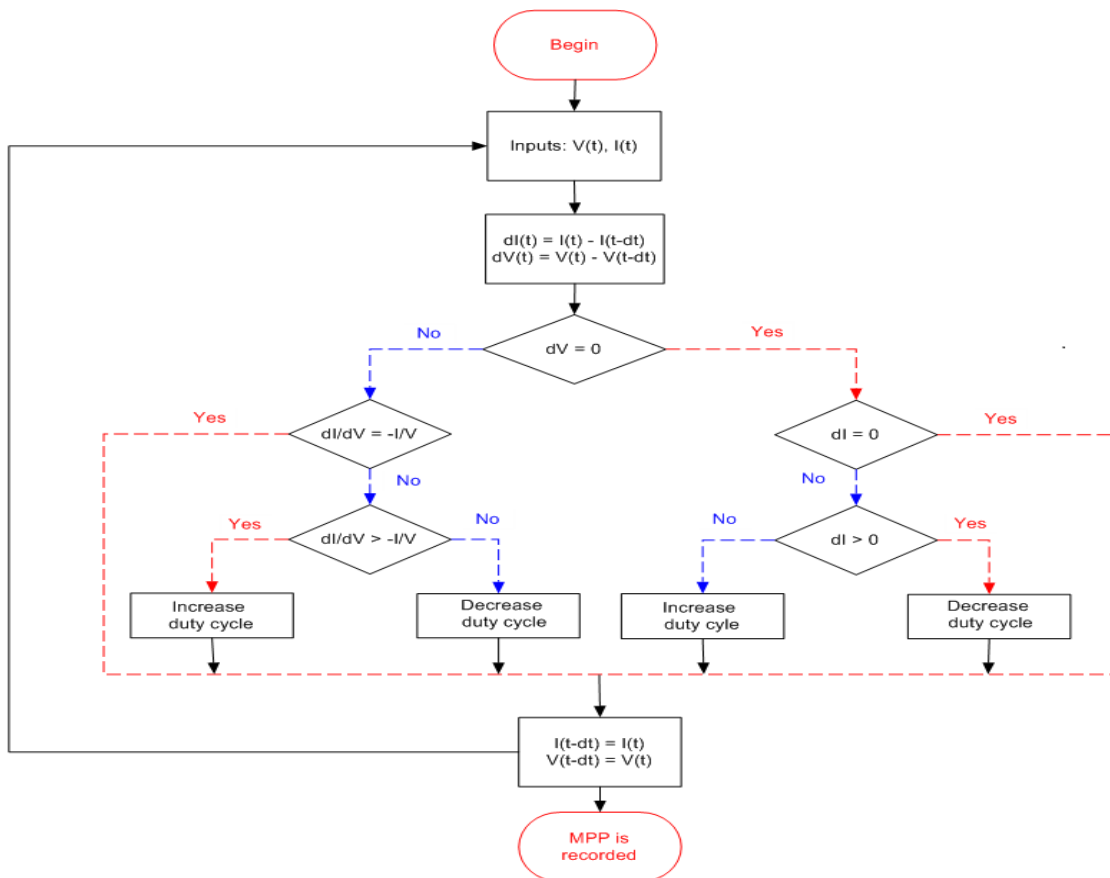 Begin
Inputs: V(t), I(t)
dI(t) = I(t) - I(t-dt)
dV(t) = V(t) - V(t-dt)
No
Yes
dV = 0
Yes
dI/dV = -I/V
dI = 0
Yes
No
No
Yes
dI/dV > -I/V
No
No
dI > 0
Yes
Increase
duty cycle
Decrease
duty cycle
Increase
duty cyle
Decrease
duty cycle
I(t-dt) = I(t)
V(t-dt) = V(t)
MPP is
recorded